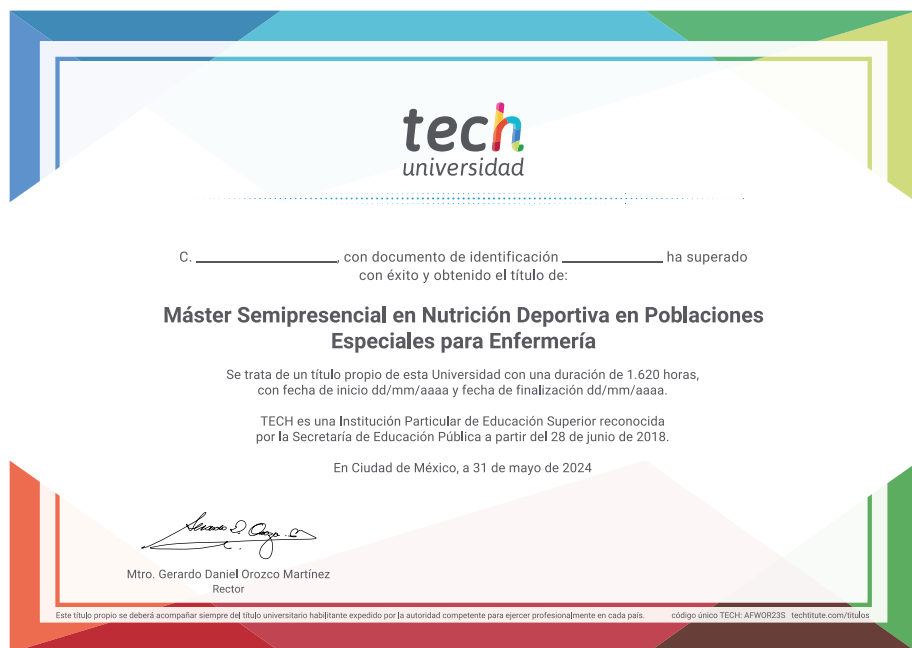 tech
universidad
C. ____________, con documento de identificación ____________ ha superado
con éxito y obtenido el título de:
Máster Semipresencial en Nutrición Deportiva en Poblaciones
Especiales para Enfermería
Se trata de un título propio de esta Universidad con una duración de 1.620 horas,
con fecha de inicio dd/mm/aaaa y fecha de finalización dd/mm/aaaa.
TECH es una Institución Particular de Educación Superior reconocida
por la Secretaría de Educación Pública a partir del 28 de junio de 2018.
En Ciudad de México, a 31 de mayo de 2024
Mtro. Gerardo Daniel Orozco Martínez
Rector
Este título propio se deberá acompañar siempre del título universitario habilitante expedido por la autoridad competente para ejercer profesionalmente en cada país. código único TECH: AFWOR23S techtitute.com/titulos